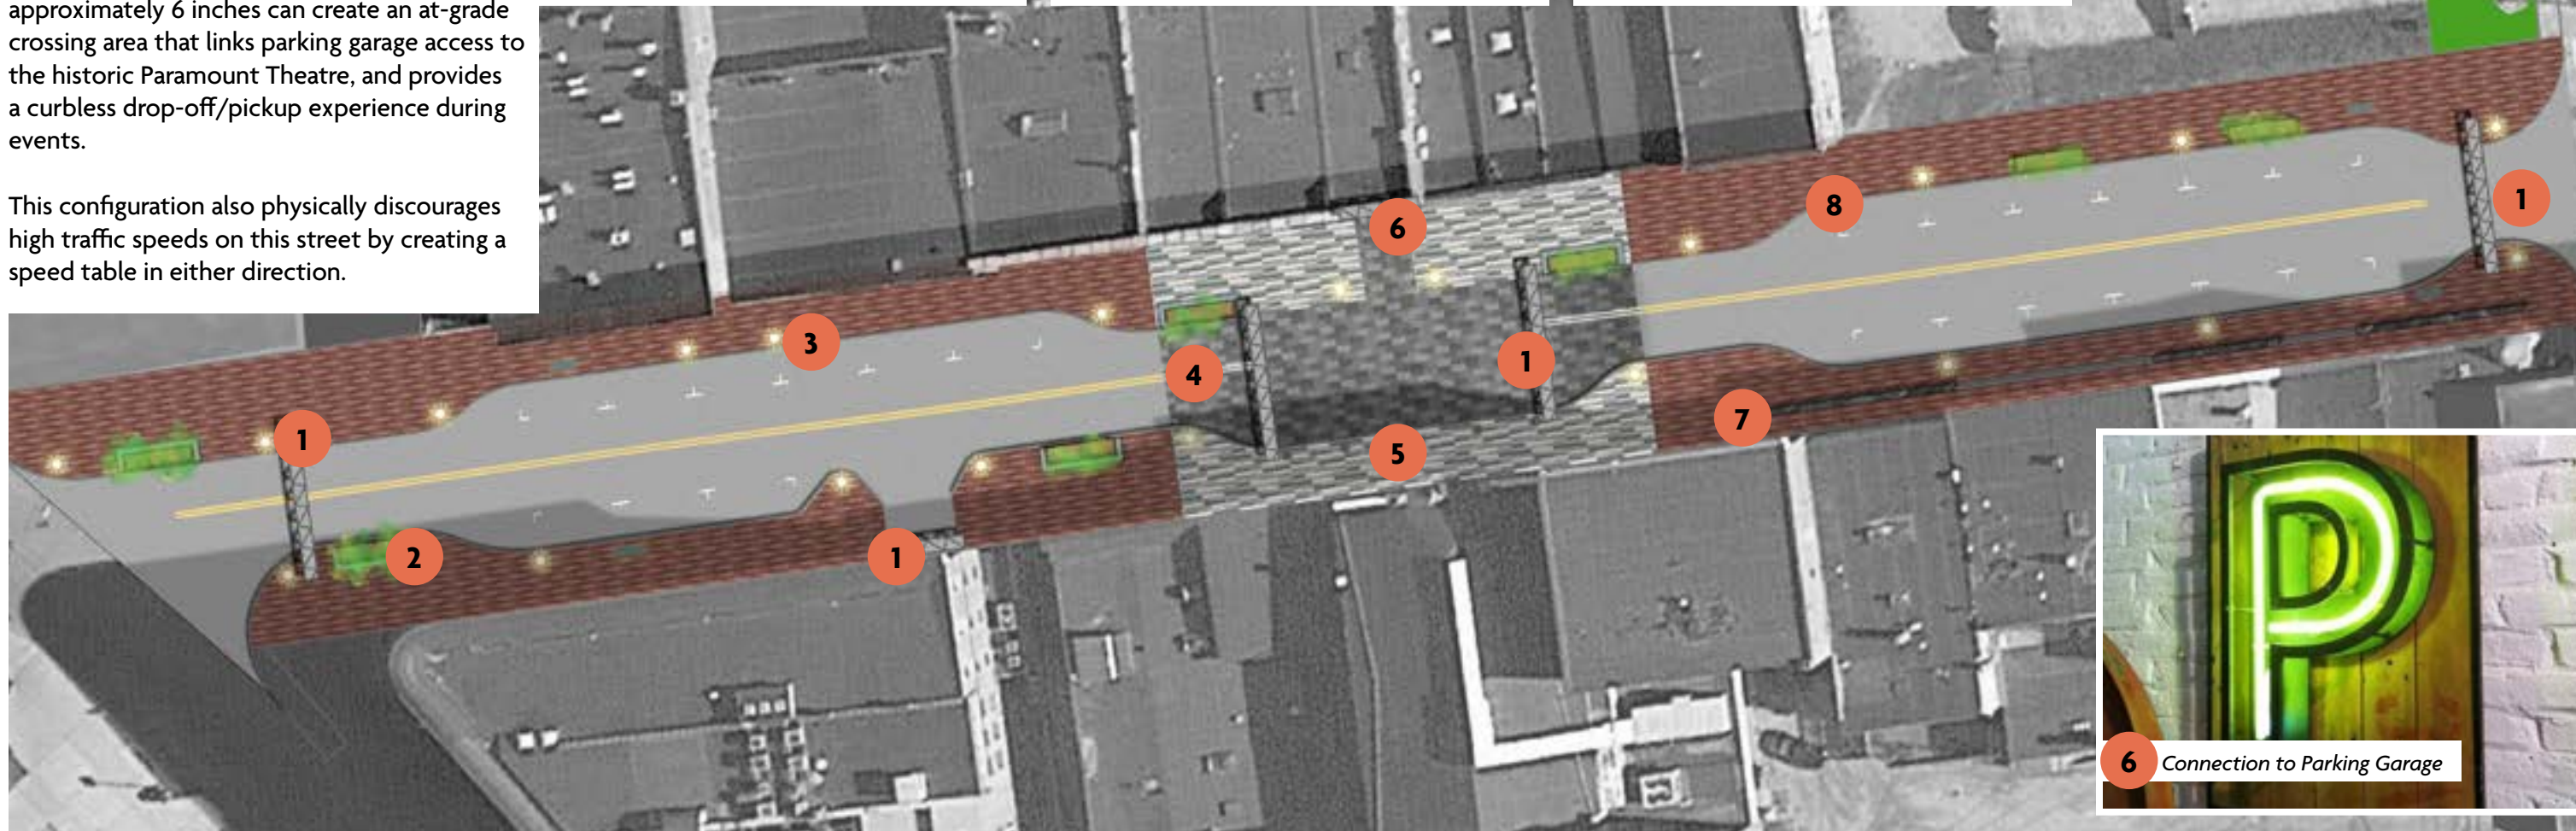 approximately 6 inches can create an at-grade
crossing area that links parking garage access to
the historic Paramount Theatre, and provides
a curbless drop-off/pickup experience during
events.
This configuration also physically discourages
high traffic speeds on this street by creating a
speed table in either direction.
6
8
1
3
4
1
7
1
5
2
1
P
6 Connection to Parking Garage